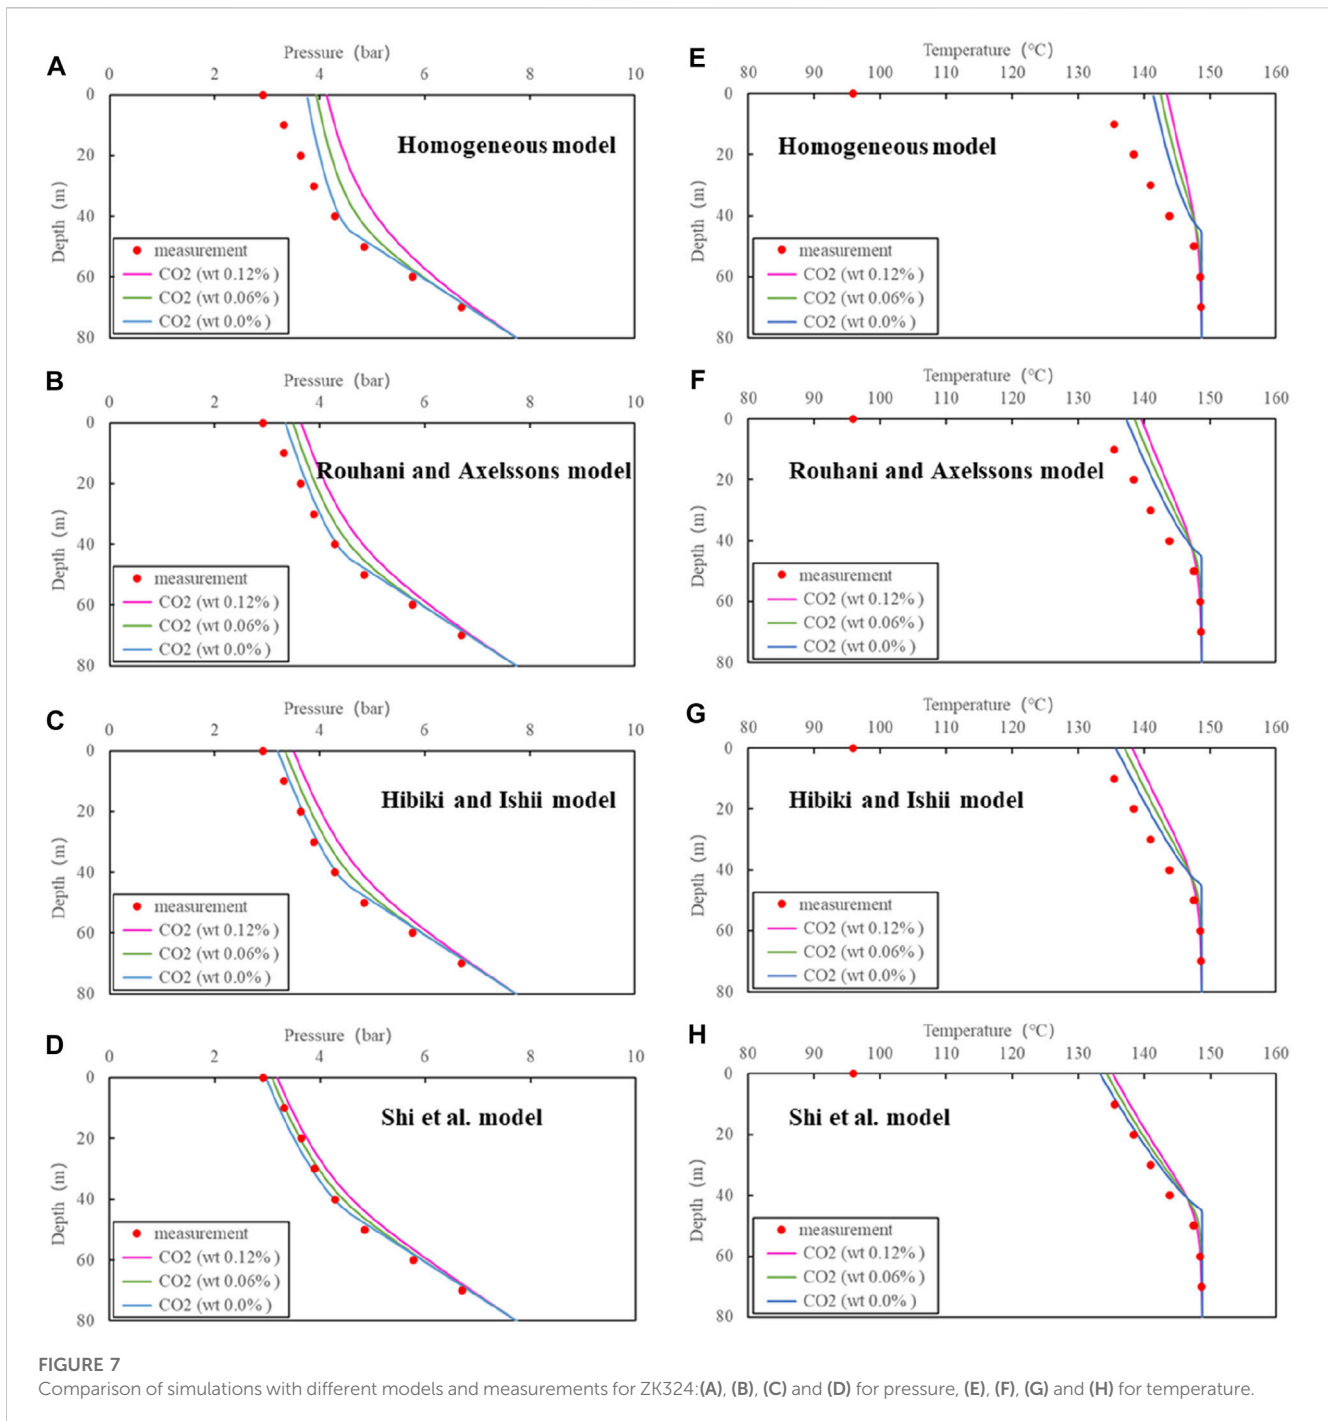 A
Pressure (bar)
0 2 4 6 8 10
0
20
40
60
80
Depth (m)
Homogeneous model
measurement
CO2 (wt 0.12%)
CO2 (wt 0.06%)
CO2 (wt 0.0%)
E
Temperature (°C)
80 90 100 110 120 130 140 150 160
0
20
40
60
80
Depth (m)
Homogeneous model
measurement
CO2 (wt 0.12%)
CO2 (wt 0.06%)
CO2 (wt 0.0%)
B
Pressure (bar)
0 2 4 6 8 10
0
20
40
60
80
Depth (m)
Rouhani and Axelssons model
measurement
CO2 (wt 0.12%)
CO2 (wt 0.06%)
CO2 (wt 0.0%)
F
Temperature (°C)
80 90 100 110 120 130 140 150 160
0
20
40
60
80
Depth (m)
Rouhani and Axelssons model
measurement
CO2 (wt 0.12%)
CO2 (wt 0.06%)
CO2 (wt 0.0%)
C
Pressure (bar)
0 2 4 6 8 10
0
20
40
60
80
Depth (m)
Hibiki and Ishii model
measurement
CO2 (wt 0.12%)
CO2 (wt 0.06%)
CO2 (wt 0.0%)
G
Temperature (°C)
80 90 100 110 120 130 140 150 160
0
20
40
60
80
Depth (m)
Hibiki and Ishii model
measurement
CO2 (wt 0.12%)
CO2 (wt 0.06%)
CO2 (wt 0.0%)
D
Pressure (bar)
0 2 4 6 8 10
0
20
40
60
80
Depth (m)
Shi et al. model
measurement
CO2 (wt 0.12%)
CO2 (wt 0.06%)
CO2 (wt 0.0%)
H
Temperature (°C)
80 90 100 110 120 130 140 150 160
0
20
40
60
80
Depth (m)
Shi et al. model
measurement
CO2 (wt 0.12%)
CO2 (wt 0.06%)
CO2 (wt 0.0%)
FIGURE 7
Comparison of simulations with different models and measurements for ZK324:(A), (B), (C) and (D) for pressure, (E), (F), (G) and (H) for temperature.